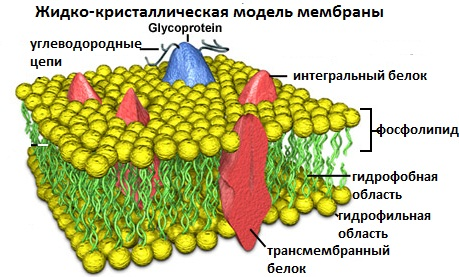 Жидко-кристаллическая модель мембраны
Glycoprotein
углеводородные
цепи
интегральный белок
фосфолипид
гидрофобная
область
гидрофильная
область
трансмембранный
белок